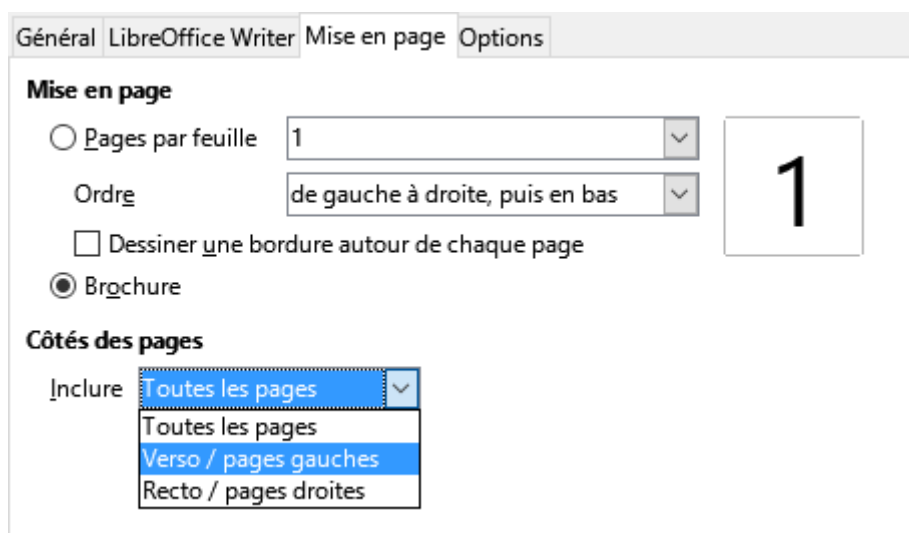 Général LibreOffice Writer Mise en page Options
Mise en page
Pages par feuille 1
1
Ordre de gauche à droite, puis en bas
Dessiner une bordure autour de chaque page
Brochure
Côtés des pages
Inclure Toutes les pages
Toutes les pages
Verso / pages gauches
Recto / pages droites